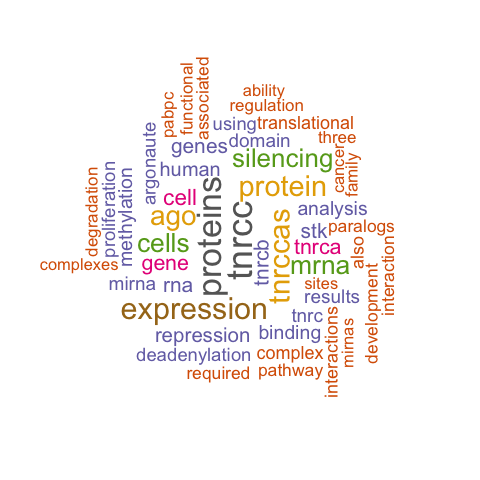 ability
regulation
functional
associated
pabpc
using
translational
three
domain
genes
argonaute
silencing
cancer
family
human
protein
degradation
proliferation
methylation
cell
proteins
tnrcc
ago
tnrccas
analysis
stk
paralogs
cells
tnrcb
tnrca
also
interaction
complexes
gene
mrna
mirna
rna
sites
results
development
expression
tnrc
interactions
mirnas
repression
binding
deadenylation
complex
required
pathway